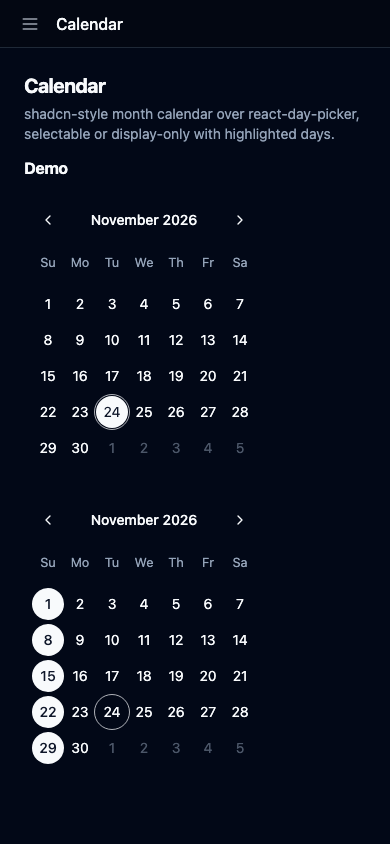 Calendar
Calendar
shadcn-style month calendar over react-day-picker,
selectable or display-only with highlighted days.
Demo
November 2026
Su Mo Tu We Th Fr Sa
1 2 3 4 5 6 7
8 9 10 11 12 13 14
15 16 17 18 19 20 21
22 23 24 25 26 27 28
29 30 1 2 3 4 5
November 2026
Su Mo Tu We Th Fr Sa
1 2 3 4 5 6 7
8 9 10 11 12 13 14
15 16 17 18 19 20 21
22 23 24 25 26 27 28
29 30 1 2 3 4 5